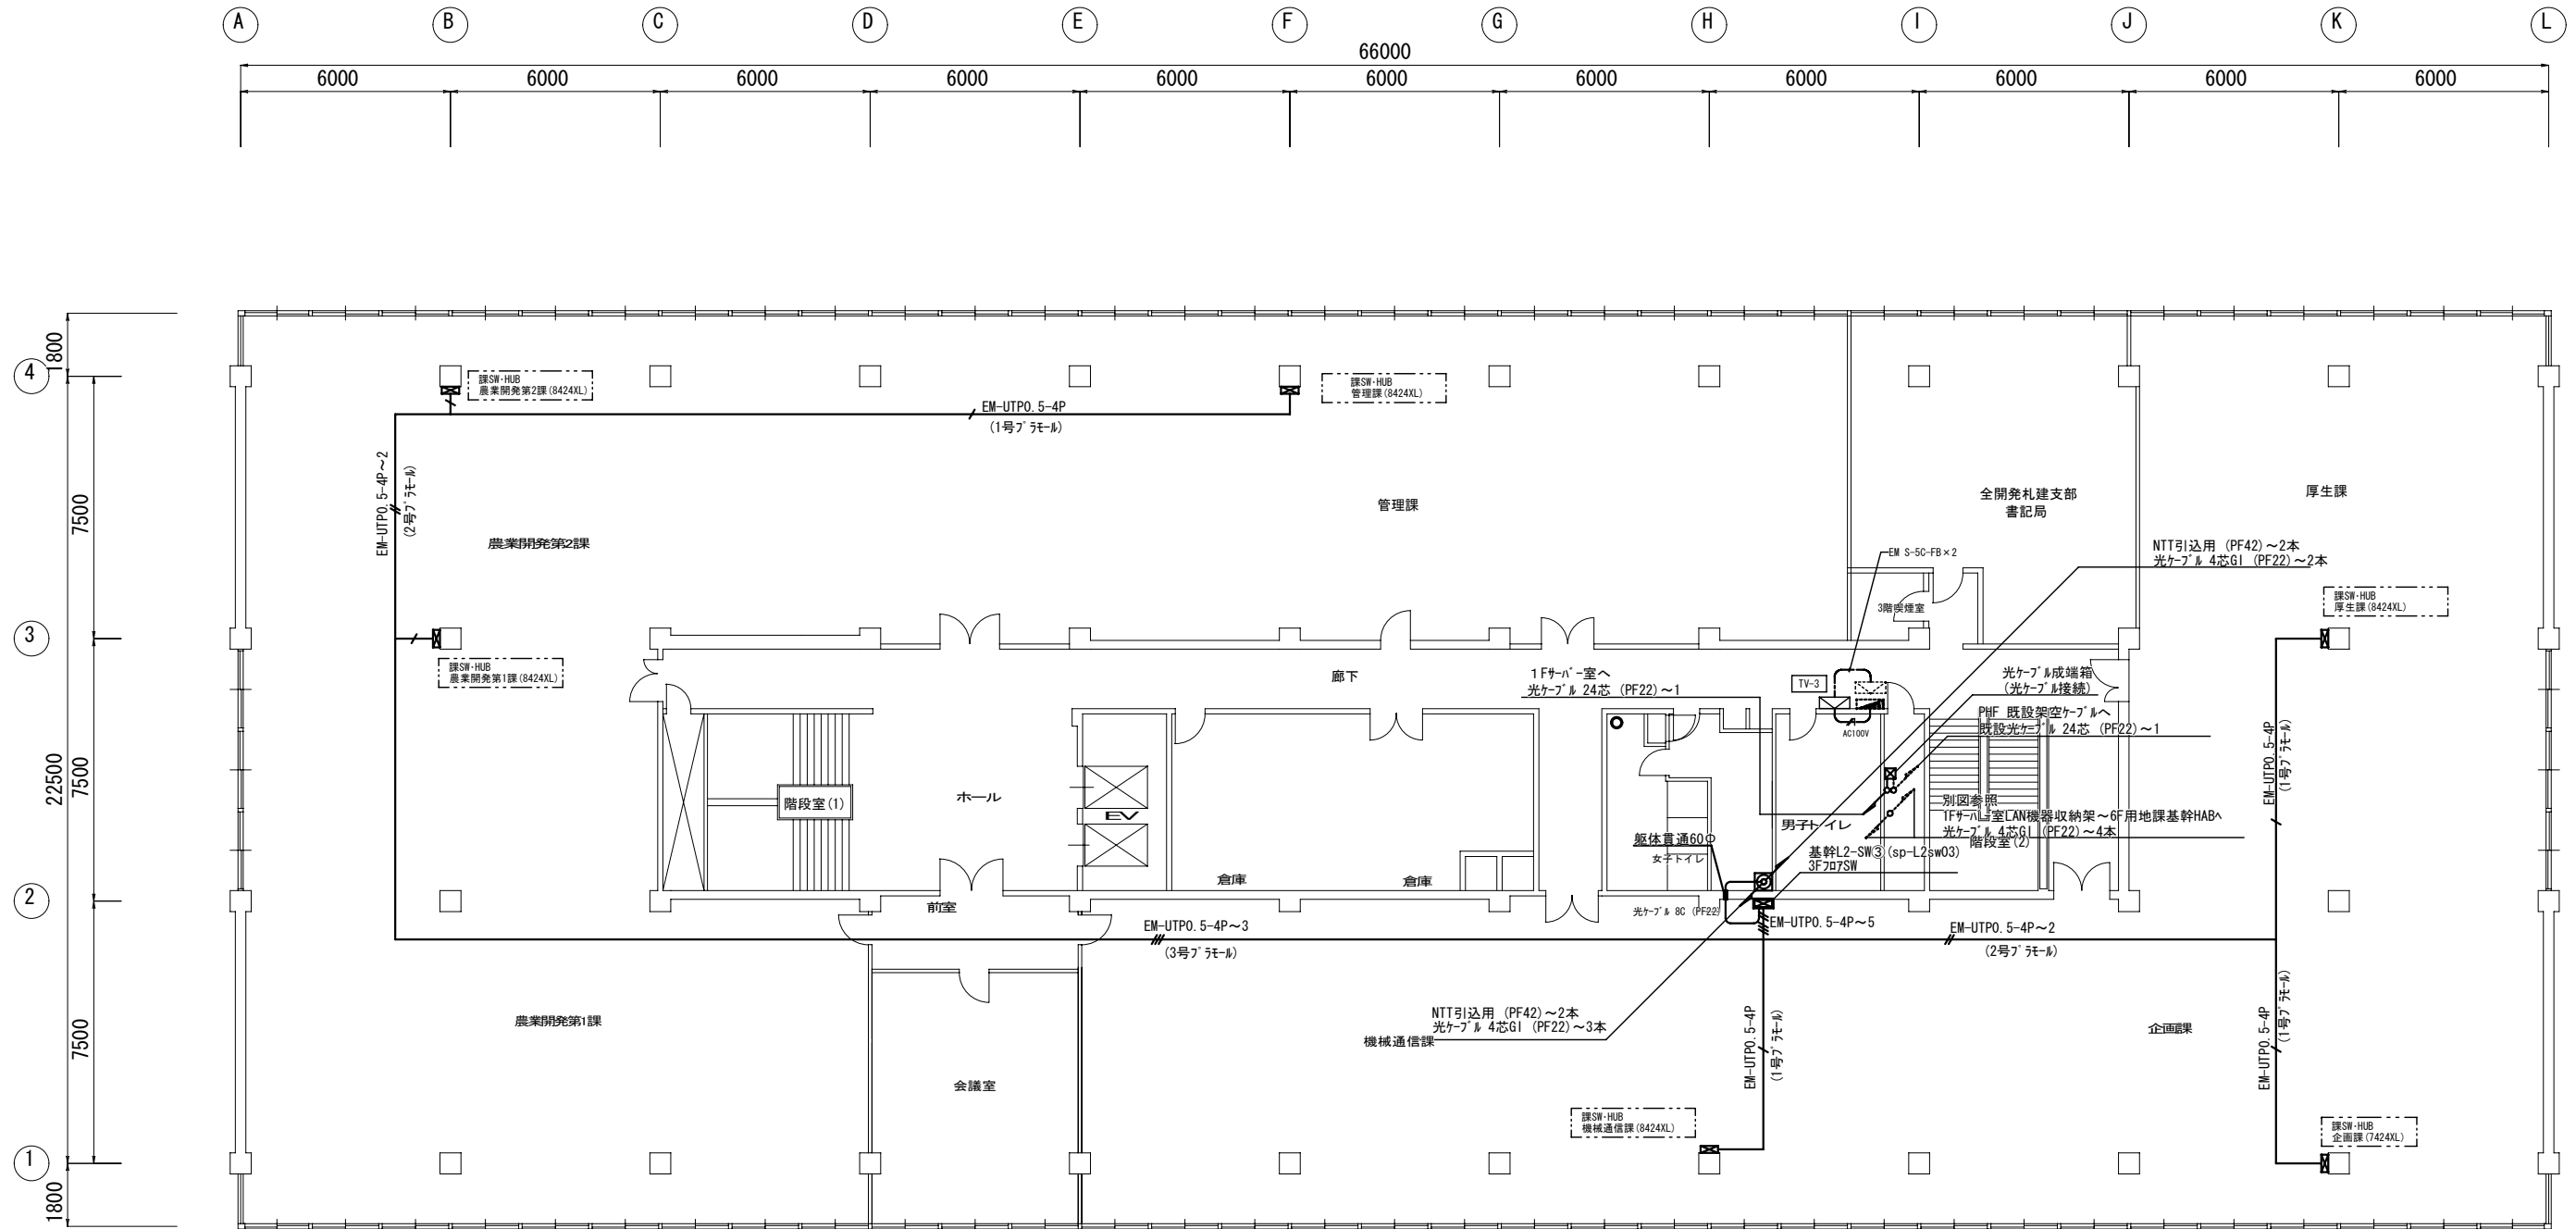 A B C D E F G H I J K L
66000
6000 6000 6000 6000 6000 6000 6000 6000 6000 6000 6000
1800
4
課SW・HUB
農業開発第2課(8424XL)
課SW・HUB
管理課(8424XL)
EM-UTP0.5-4P
(1号プラモール)
EM-UTP0.5-4P～2
(2号プラモール)
7500
管理課
全開発札建支部
書記局
厚生課
農業開発第2課
EM S-5C-FB×2
NTT引込用 (PF42)～2本
光ケーブル 4芯GI (PF22)～2本
3階喫煙室
課SW・HUB
厚生課(8424XL)
3
課SW・HUB
農業開発第1課(8424XL)
廊下
1Fサーバー室へ
光ケーブル 24芯 (PF22)～1
TV-3
光ケーブル成端箱
(光ケーブル接続)
PHF 既設架空ケーブルへ
既設光ケーブル 24芯 (PF22)～1
AC100V
22500
7500
階段室(1)
ホール
EV
EM-UTP0.5-4P
(1号プラモール)
別図参照
1Fサーバー室LAN機器収納架～6F用地課基幹HABへ
光ケーブル 4芯GI (PF22)～4本
男子トイレ
階段室(2)
躯体貫通60Φ
女子トイレ
基幹L2-SW③(sp-L2sw03)
3FフロアSW
倉庫
倉庫
2
前室
光ケーブル 8C (PF22)
EM-UTP0.5-4P～3
(3号プラモール)
EM-UTP0.5-4P～5
EM-UTP0.5-4P～2
(2号プラモール)
7500
農業開発第1課
NTT引込用 (PF42)～2本
光ケーブル 4芯GI (PF22)～3本
機械通信課
EM-UTP0.5-4P
(1号プラモール)
企画課
EM-UTP0.5-4P
(1号プラモール)
会議室
課SW・HUB
機械通信課(8424XL)
課SW・HUB
企画課(7424XL)
1
1800